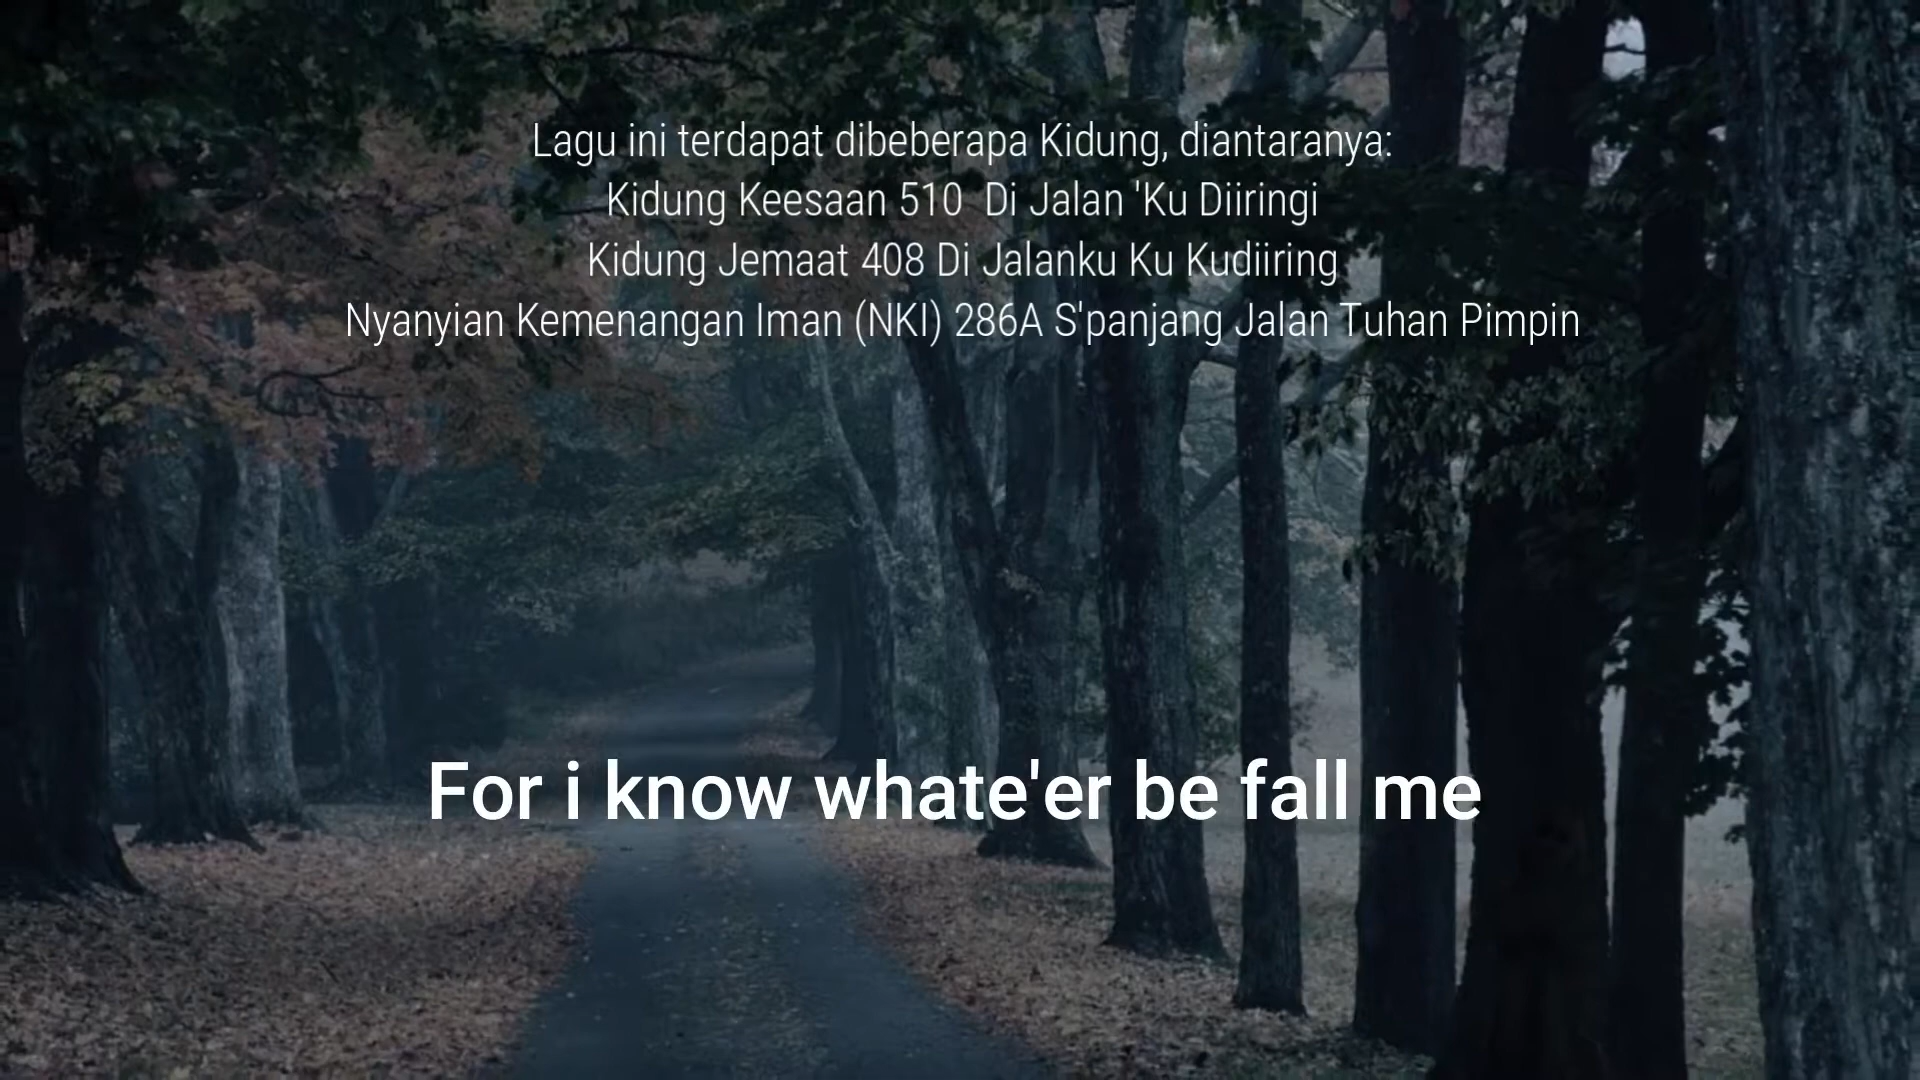 Lagu ini terdapat dibeberapa Kidung, diantaranya:
Kidung Keesaan 510  Di Jalan 'Ku Diiringi
Kidung Jemaat 408 Di Jalanku Ku Kudiiring
Nyanyian Kemenangan Iman (NKI) 286A S'panjang Jalan Tuhan Pimpin
For i know whate'er be fall me